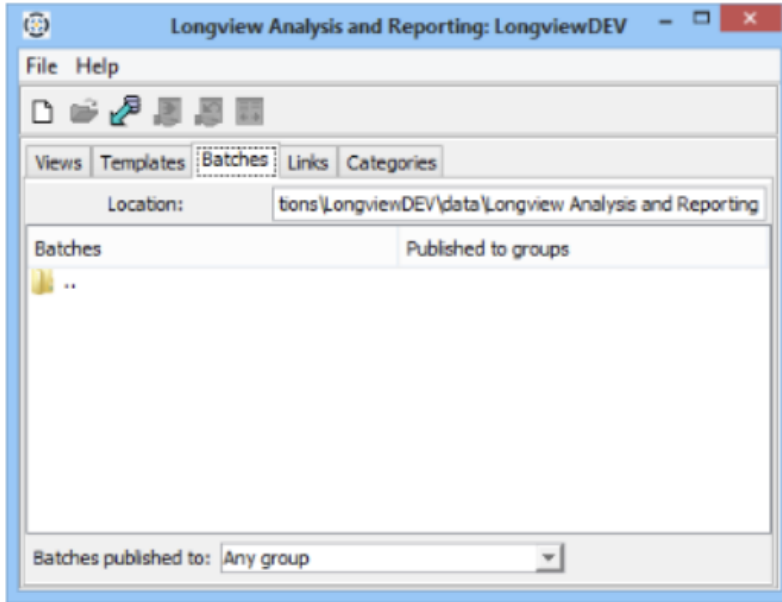 Longview Analysis and Reporting: LongviewDEV
File Help
Views Templates Batches Links Categories
Location: tions\LongviewDEV\data\Longview Analysis and Reporting
Batches Published to groups
..
Batches published to: Any group